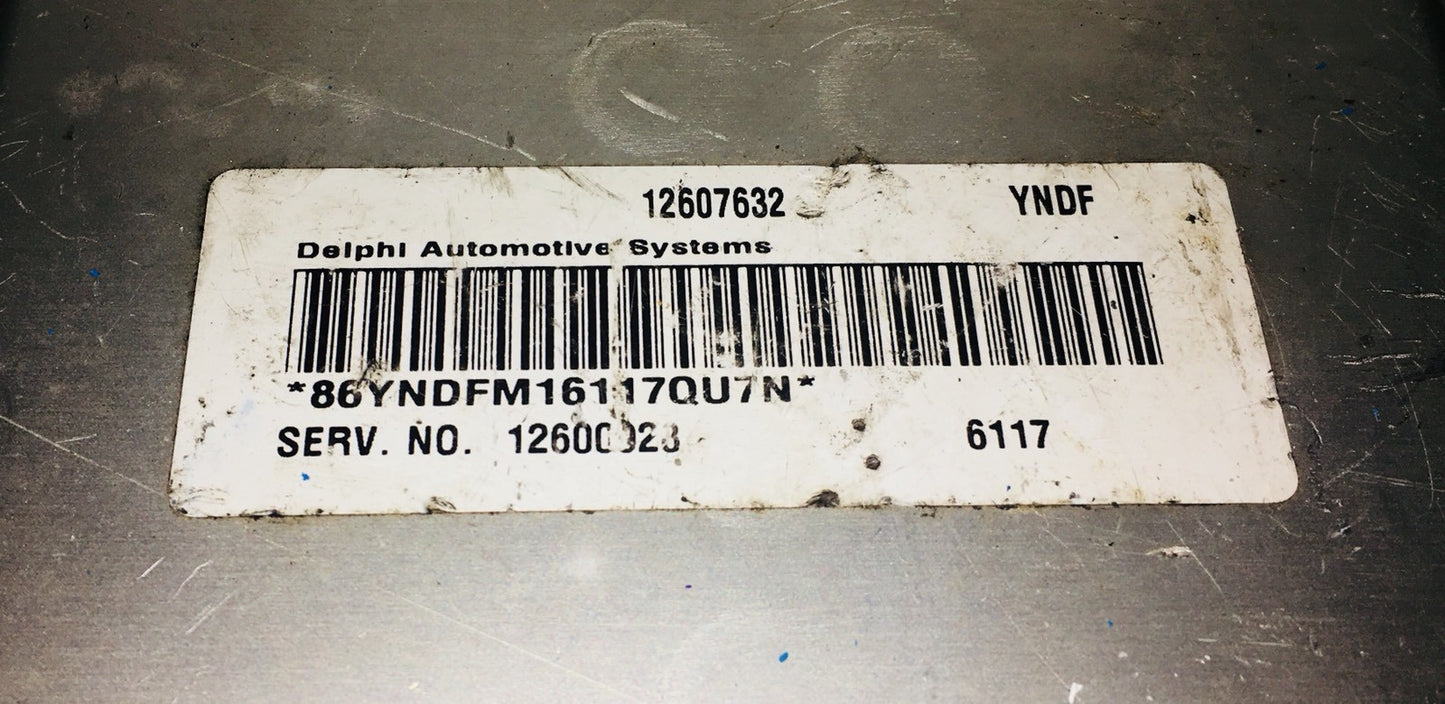 12607632 YNDF
Delphi Automotive Systems
*86YNDFM16117QU7N*
SERV. NO. 6117